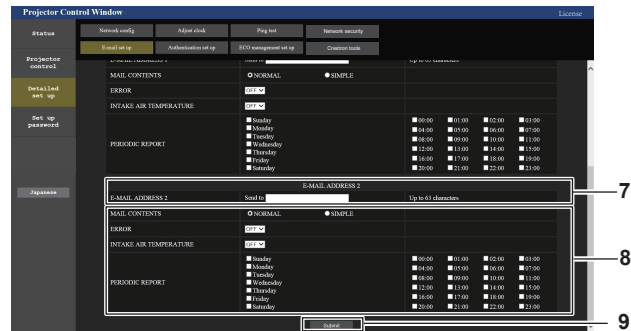 Projector Control Window
License
Status
Network config
Adjust clock
Ping test
Network security
E-mail set up
Authentication set up
ECO management set up
Crestron tools
Projector
control
Detailed
set up
Set up
password
Japanese
E-MAIL ADDRESS 1 Send to Up to 63 characters
MAIL CONTENTS NORMAL SIMPLE
ERROR OFF
INTAKE AIR TEMPERATURE OFF
PERIODIC REPORT
Sunday
Monday
Tuesday
Wednesday
Thursday
Friday
Saturday
00:00 01:00 02:00 03:00
04:00 05:00 06:00 07:00
08:00 09:00 10:00 11:00
12:00 13:00 14:00 15:00
16:00 17:00 18:00 19:00
20:00 21:00 22:00 23:00
E-MAIL ADDRESS 2
E-MAIL ADDRESS 2 Send to Up to 63 characters
7
MAIL CONTENTS NORMAL SIMPLE
ERROR OFF
INTAKE AIR TEMPERATURE OFF
PERIODIC REPORT
Sunday
Monday
Tuesday
Wednesday
Thursday
Friday
Saturday
00:00 01:00 02:00 03:00
04:00 05:00 06:00 07:00
08:00 09:00 10:00 11:00
12:00 13:00 14:00 15:00
16:00 17:00 18:00 19:00
20:00 21:00 22:00 23:00
8
Submit
9